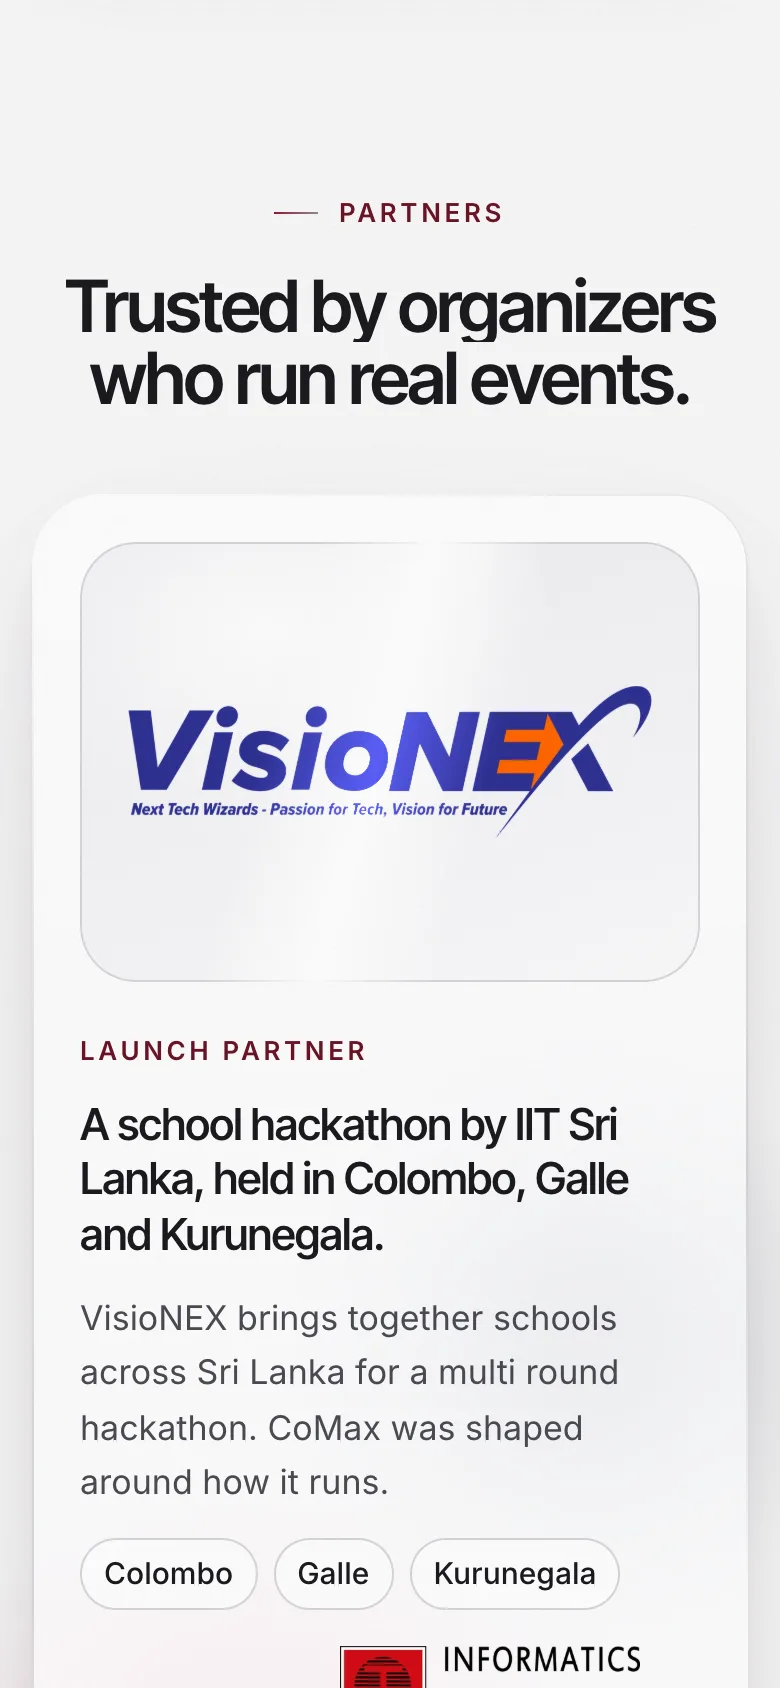 PARTNERS
Trusted by organizers
who run real events.
VisioNEX
Next Tech Wizards - Passion for Tech, Vision for Future
LAUNCH PARTNER
A school hackathon by IIT Sri
Lanka, held in Colombo, Galle
and Kurunegala.
VisioNEX brings together schools
across Sri Lanka for a multi round
hackathon. CoMax was shaped
around how it runs.
Colombo Galle Kurunegala
INFORMATICS